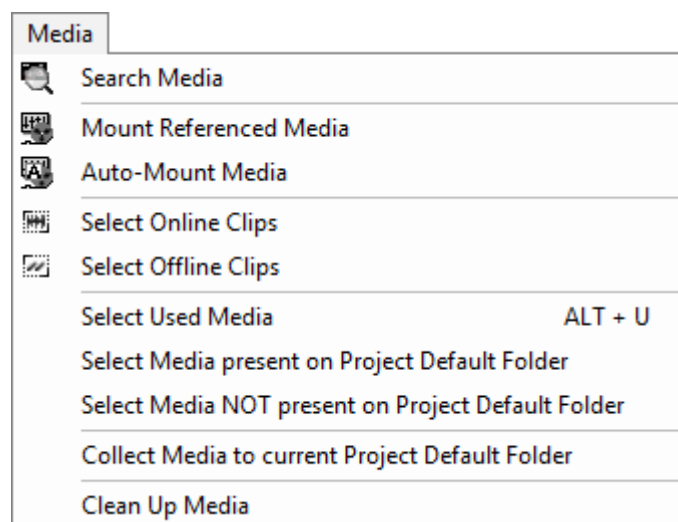 Media
Search Media
Mount Referenced Media
Auto-Mount Media
Select Online Clips
Select Offline Clips
Select Used Media ALT + U
Select Media present on Project Default Folder
Select Media NOT present on Project Default Folder
Collect Media to current Project Default Folder
Clean Up Media